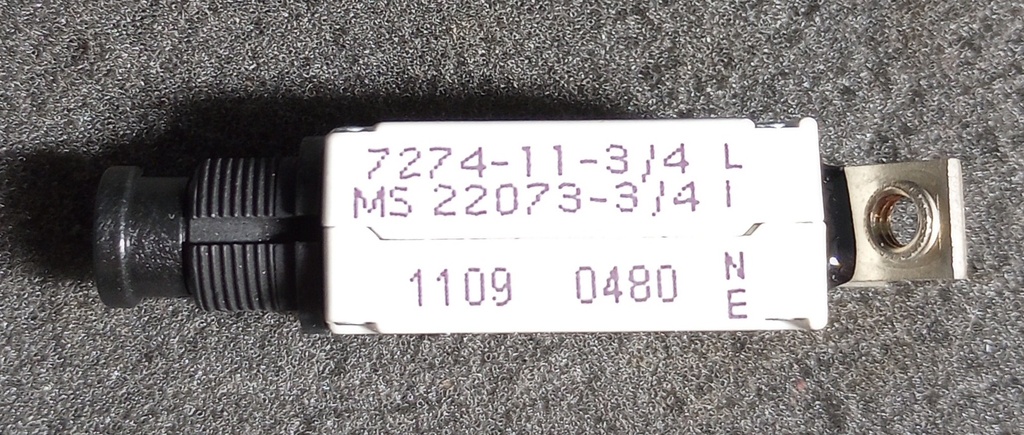 7274-11-3/4 L
MS 22073-3/4 I
1109 0480 N
E